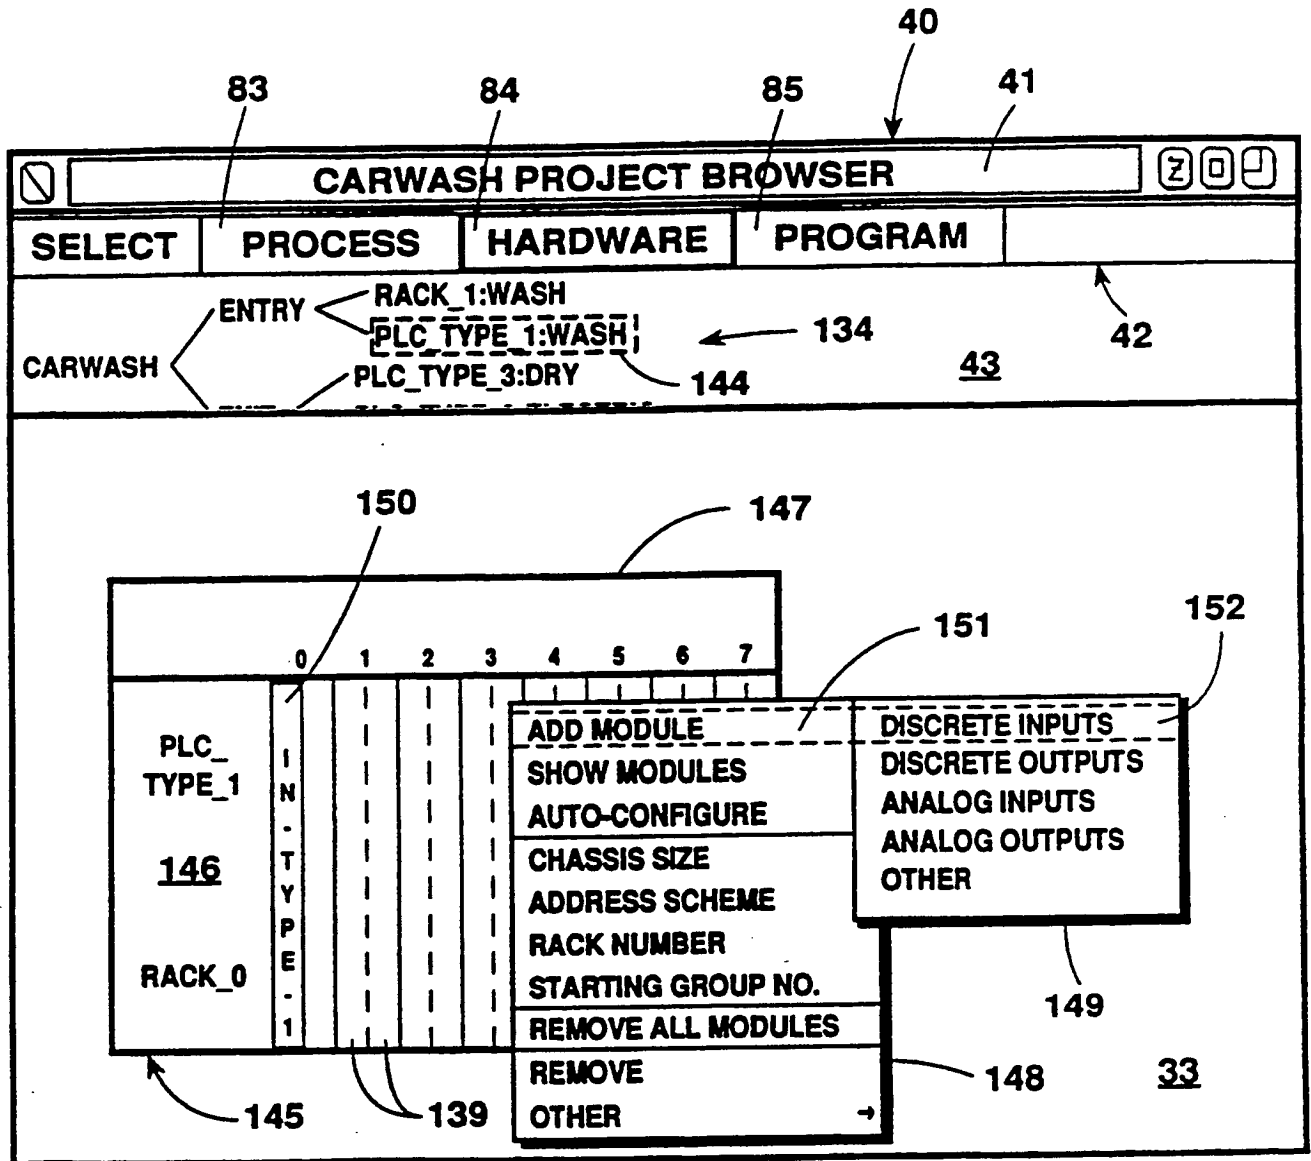 40
83
84
85
41
CARWASH PROJECT BROWSER
Z
SELECT
PROCESS
HARDWARE
PROGRAM
42
CARWASH
ENTRY
RACK_1:WASH
PLC_TYPE_1:WASH
134
144
43
PLC_TYPE_3:DRY
150
147
151
152
0 1 2 3 4 5 6 7
PLC_
TYPE_1
146
RACK_0
IN-TYPE-1
ADD MODULE
SHOW MODULES
AUTO-CONFIGURE
CHASSIS SIZE
ADDRESS SCHEME
RACK NUMBER
STARTING GROUP NO.
REMOVE ALL MODULES
REMOVE
OTHER →
DISCRETE INPUTS
DISCRETE OUTPUTS
ANALOG INPUTS
ANALOG OUTPUTS
OTHER
149
148
33
145
139